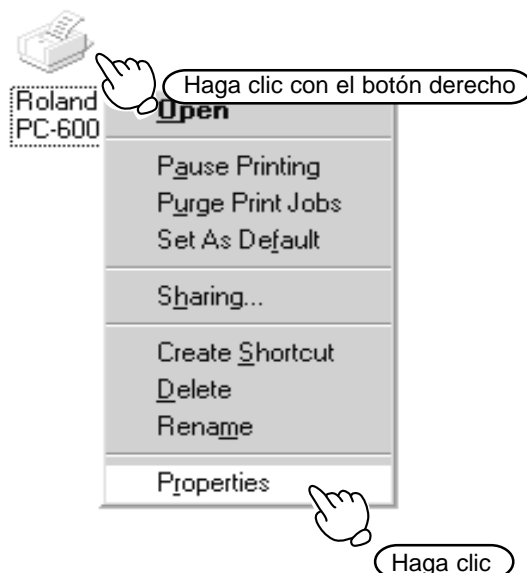 Haga clic con el botón derecho
Roland
PC-600
Open
Pause Printing
Purge Print Jobs
Set As Default
Sharing...
Create Shortcut
Delete
Rename
Properties
Haga clic